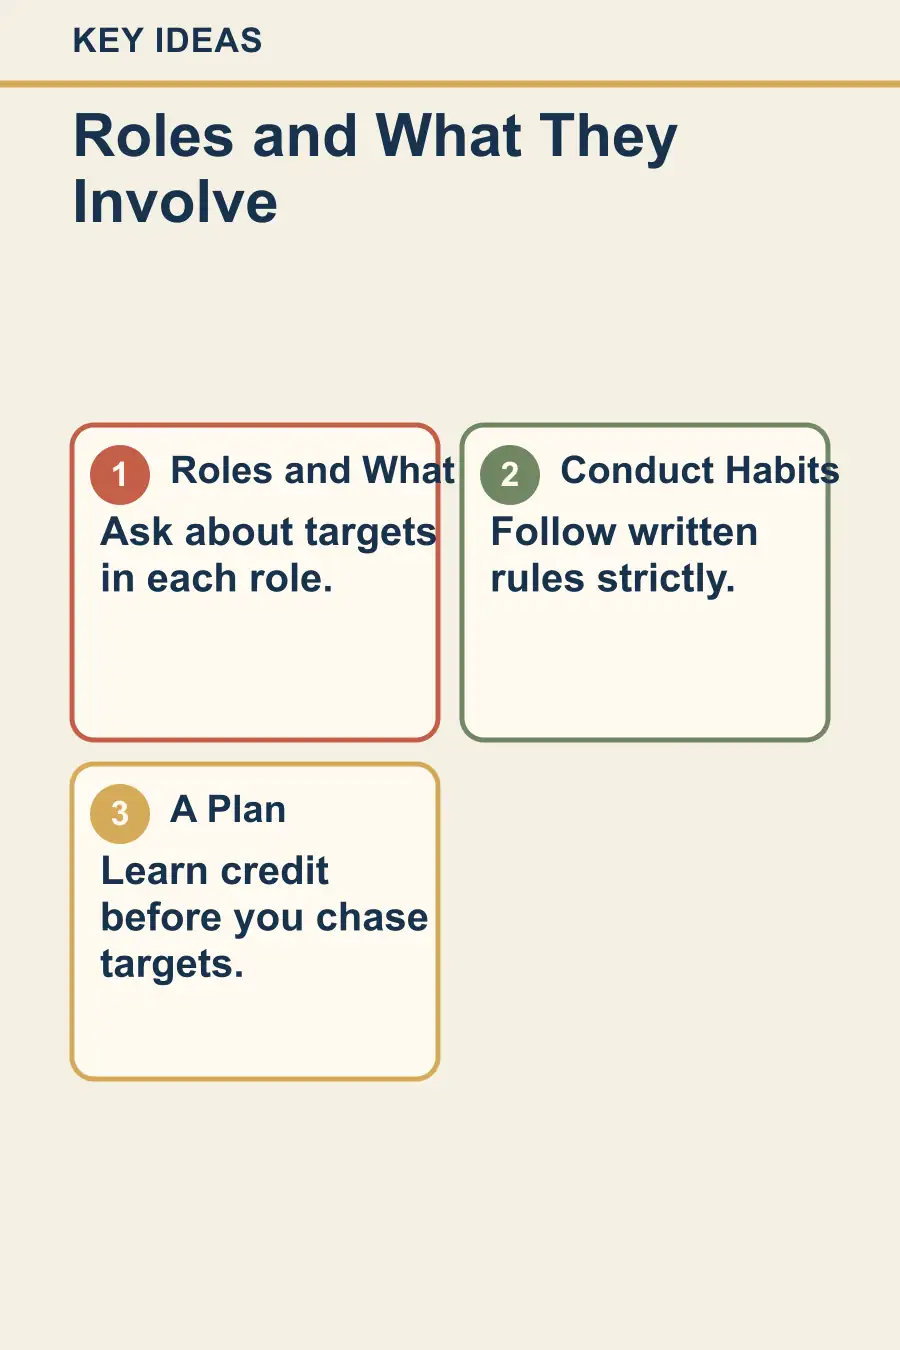 KEY IDEAS
Roles and What They
Involve
1
Roles and What
Ask about targets
in each role.
2
Conduct Habits
Follow written
rules strictly.
3
A Plan
Learn credit
before you chase
targets.